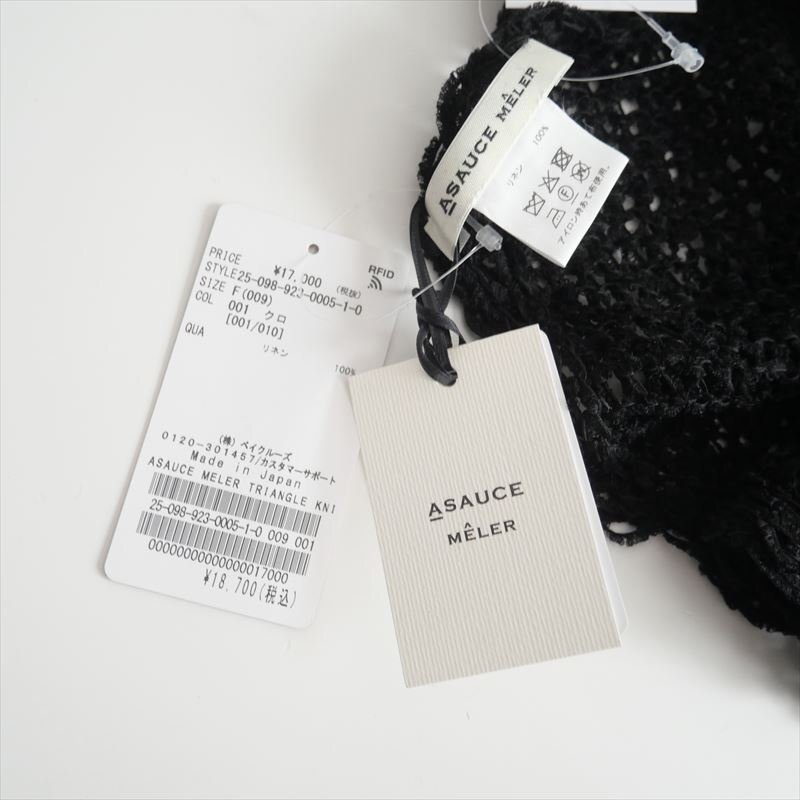 PRICE ¥17,000 (税抜)
RFID
STYLE25-098-923-0005-1-0
SIZE F(009)
COL 001 クロ
[001/010]
QUA リネン 100%
(株) ベイクルーズ
0120-301457/カスタマーサポート
Made in Japan
ASAUCE MELER TRIANGLE KNI
25-098-923-0005-1-0 009 001
0000000000000017000
¥18,700(税込)
ASAUCE
MÊLER
ASAUCE MÊLER
リネン 100%
F
アイロン時あて布使用。